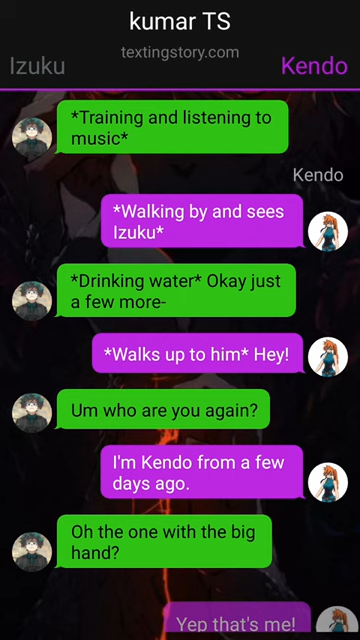 kumar TS
textingstory.com
Izuku
Kendo
*Training and listening to
music*
Kendo
*Walking by and sees
Izuku*
*Drinking water* Okay just
a few more-
*Walks up to him* Hey!
Um who are you again?
I'm Kendo from a few
days ago.
Oh the one with the big
hand?
Yep that's me!